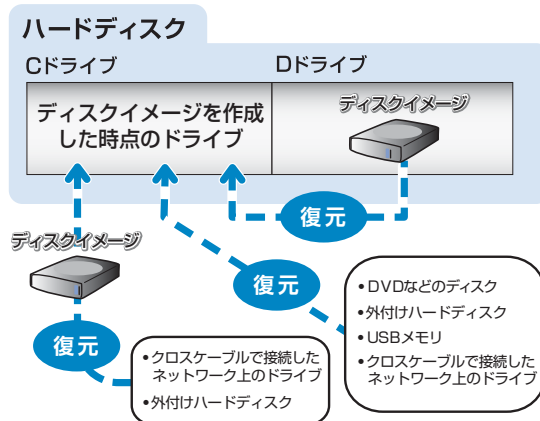 ハードディスク
Cドライブ
Dドライブ
ディスクイメージを作成
した時点のドライブ
ディスクイメージ
復元
ディスクイメージ
復元
復元
•DVDなどのディスク
•外付けハードディスク
•USBメモリ
•クロスケーブルで接続した
ネットワーク上のドライブ
•クロスケーブルで接続した
ネットワーク上のドライブ
•外付けハードディスク